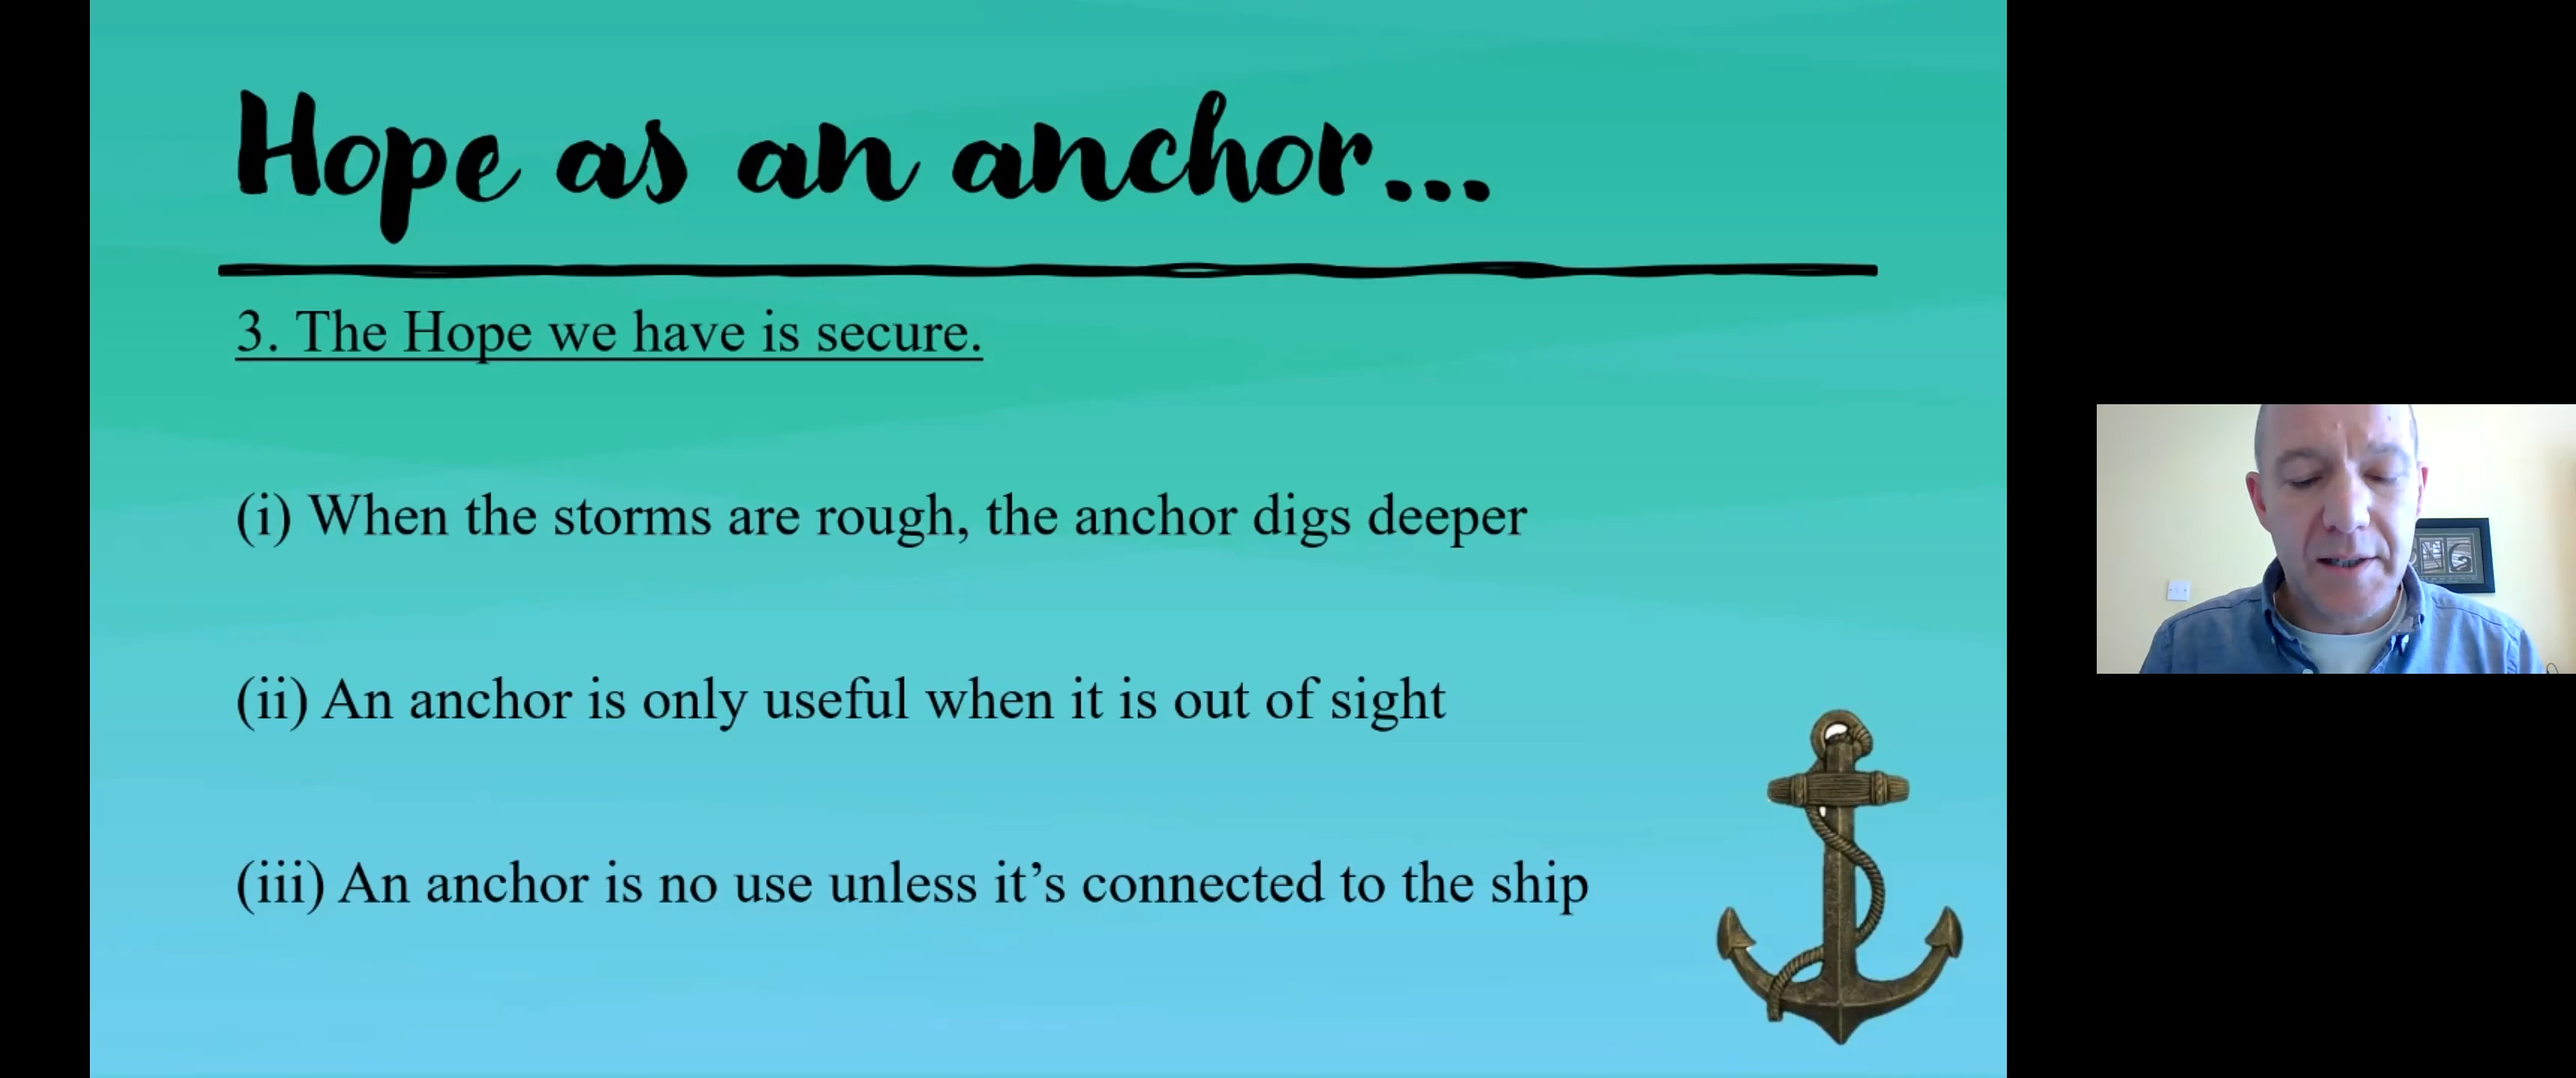 Hope as an anchor...
3. The Hope we have is secure.
(i) When the storms are rough, the anchor digs deeper
(ii) An anchor is only useful when it is out of sight
(iii) An anchor is no use unless it’s connected to the ship